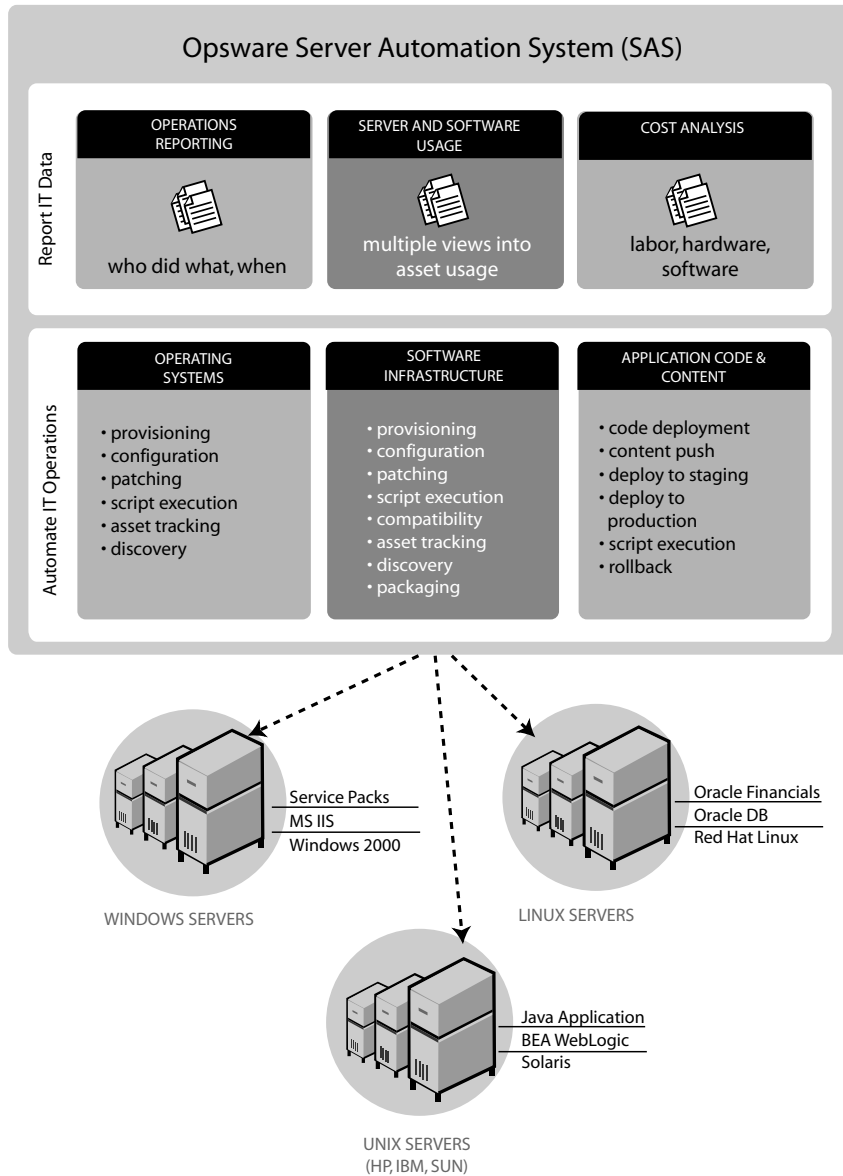 Opsware Server Automation System (SAS)
Report IT Data
OPERATIONS
REPORTING
who did what, when
SERVER AND SOFTWARE
USAGE
multiple views into
asset usage
COST ANALYSIS
labor, hardware,
software
Automate IT Operations
OPERATING
SYSTEMS
• provisioning
• configuration
• patching
• script execution
• asset tracking
• discovery
SOFTWARE
INFRASTRUCTURE
• provisioning
• configuration
• patching
• script execution
• compatibility
• asset tracking
• discovery
• packaging
APPLICATION CODE &
CONTENT
• code deployment
• content push
• deploy to staging
• deploy to
production
• script execution
• rollback
Service Packs
MS IIS
Windows 2000
WINDOWS SERVERS
Oracle Financials
Oracle DB
Red Hat Linux
LINUX SERVERS
Java Application
BEA WebLogic
Solaris
UNIX SERVERS
(HP, IBM, SUN)